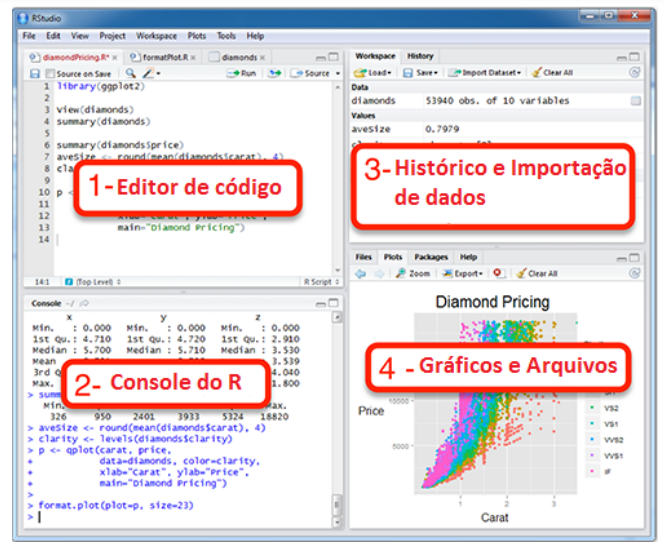 RStudio
File Edit View Project Workspace Plots Tools Help
diamondPricing.R* formatPlot.R diamonds
Source on Save Run Source
1 library(ggplot2)
2
3 view(diamonds)
4 summary(diamonds)
5
6 summary(diamonds$price)
7 aveSize <- round(mean(diamonds$carat), 4)
8
9
10 p <
11
12 xlab="Carat", ylab="Price",
13 main="Diamond Pricing")
14
1- Editor de código
14:1 (Top Level) R Script
Console ~/
x y z
Min. : 0.000 Min. : 0.000 Min. : 0.000
1st Qu.: 4.710 1st Qu.: 4.720 1st Qu.: 2.910
Median : 5.700 Median : 5.710 Median : 3.530
Mean 3.539
3rd Q 4.040
Max. 1.800
2- Console do R
> summ
Min. Max.
326 950 2401 3933 5324 18820
> aveSize <- round(mean(diamonds$carat), 4)
> clarity <- levels(diamonds$clarity)
> p <- qplot(carat, price,
+ data=diamonds, color=clarity,
+ xlab="Carat", ylab="Price",
+ main="Diamond Pricing")
>
> format.plot(plot=p, size=23)
>
Workspace History
Load Save Import Dataset Clear All
Data
diamonds 53940 obs. of 10 variables
Values
aveSize 0.7979
3- Histórico e Importação
de dados
Files Plots Packages Help
Zoom Export Clear All
Diamond Pricing
4 - Gráficos e Arquivos
Price
10000
5000
VS2
VS1
VVS2
VVS1
IF
1 2 3
Carat